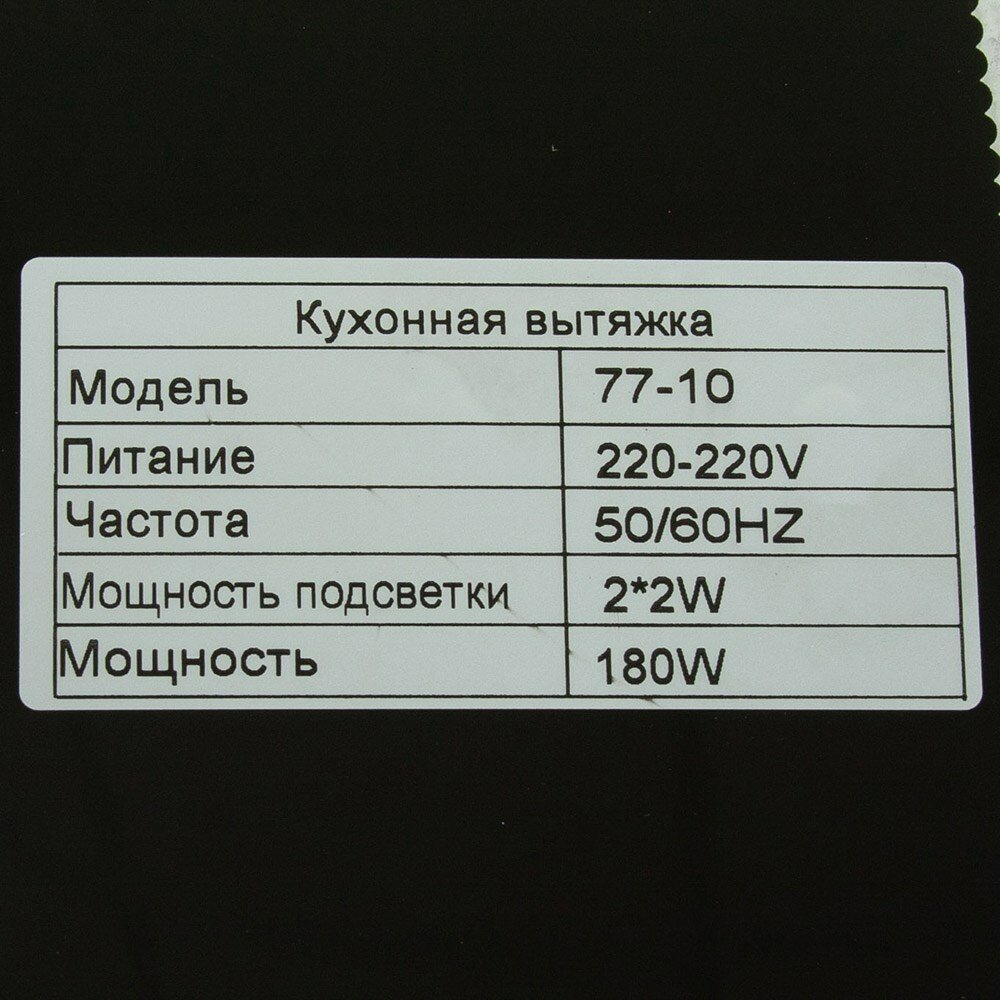 Кухонная вытяжка
Модель 77-10
Питание 220-220V
Частота 50/60HZ
Мощность подсветки 2*2W
Мощность 180W